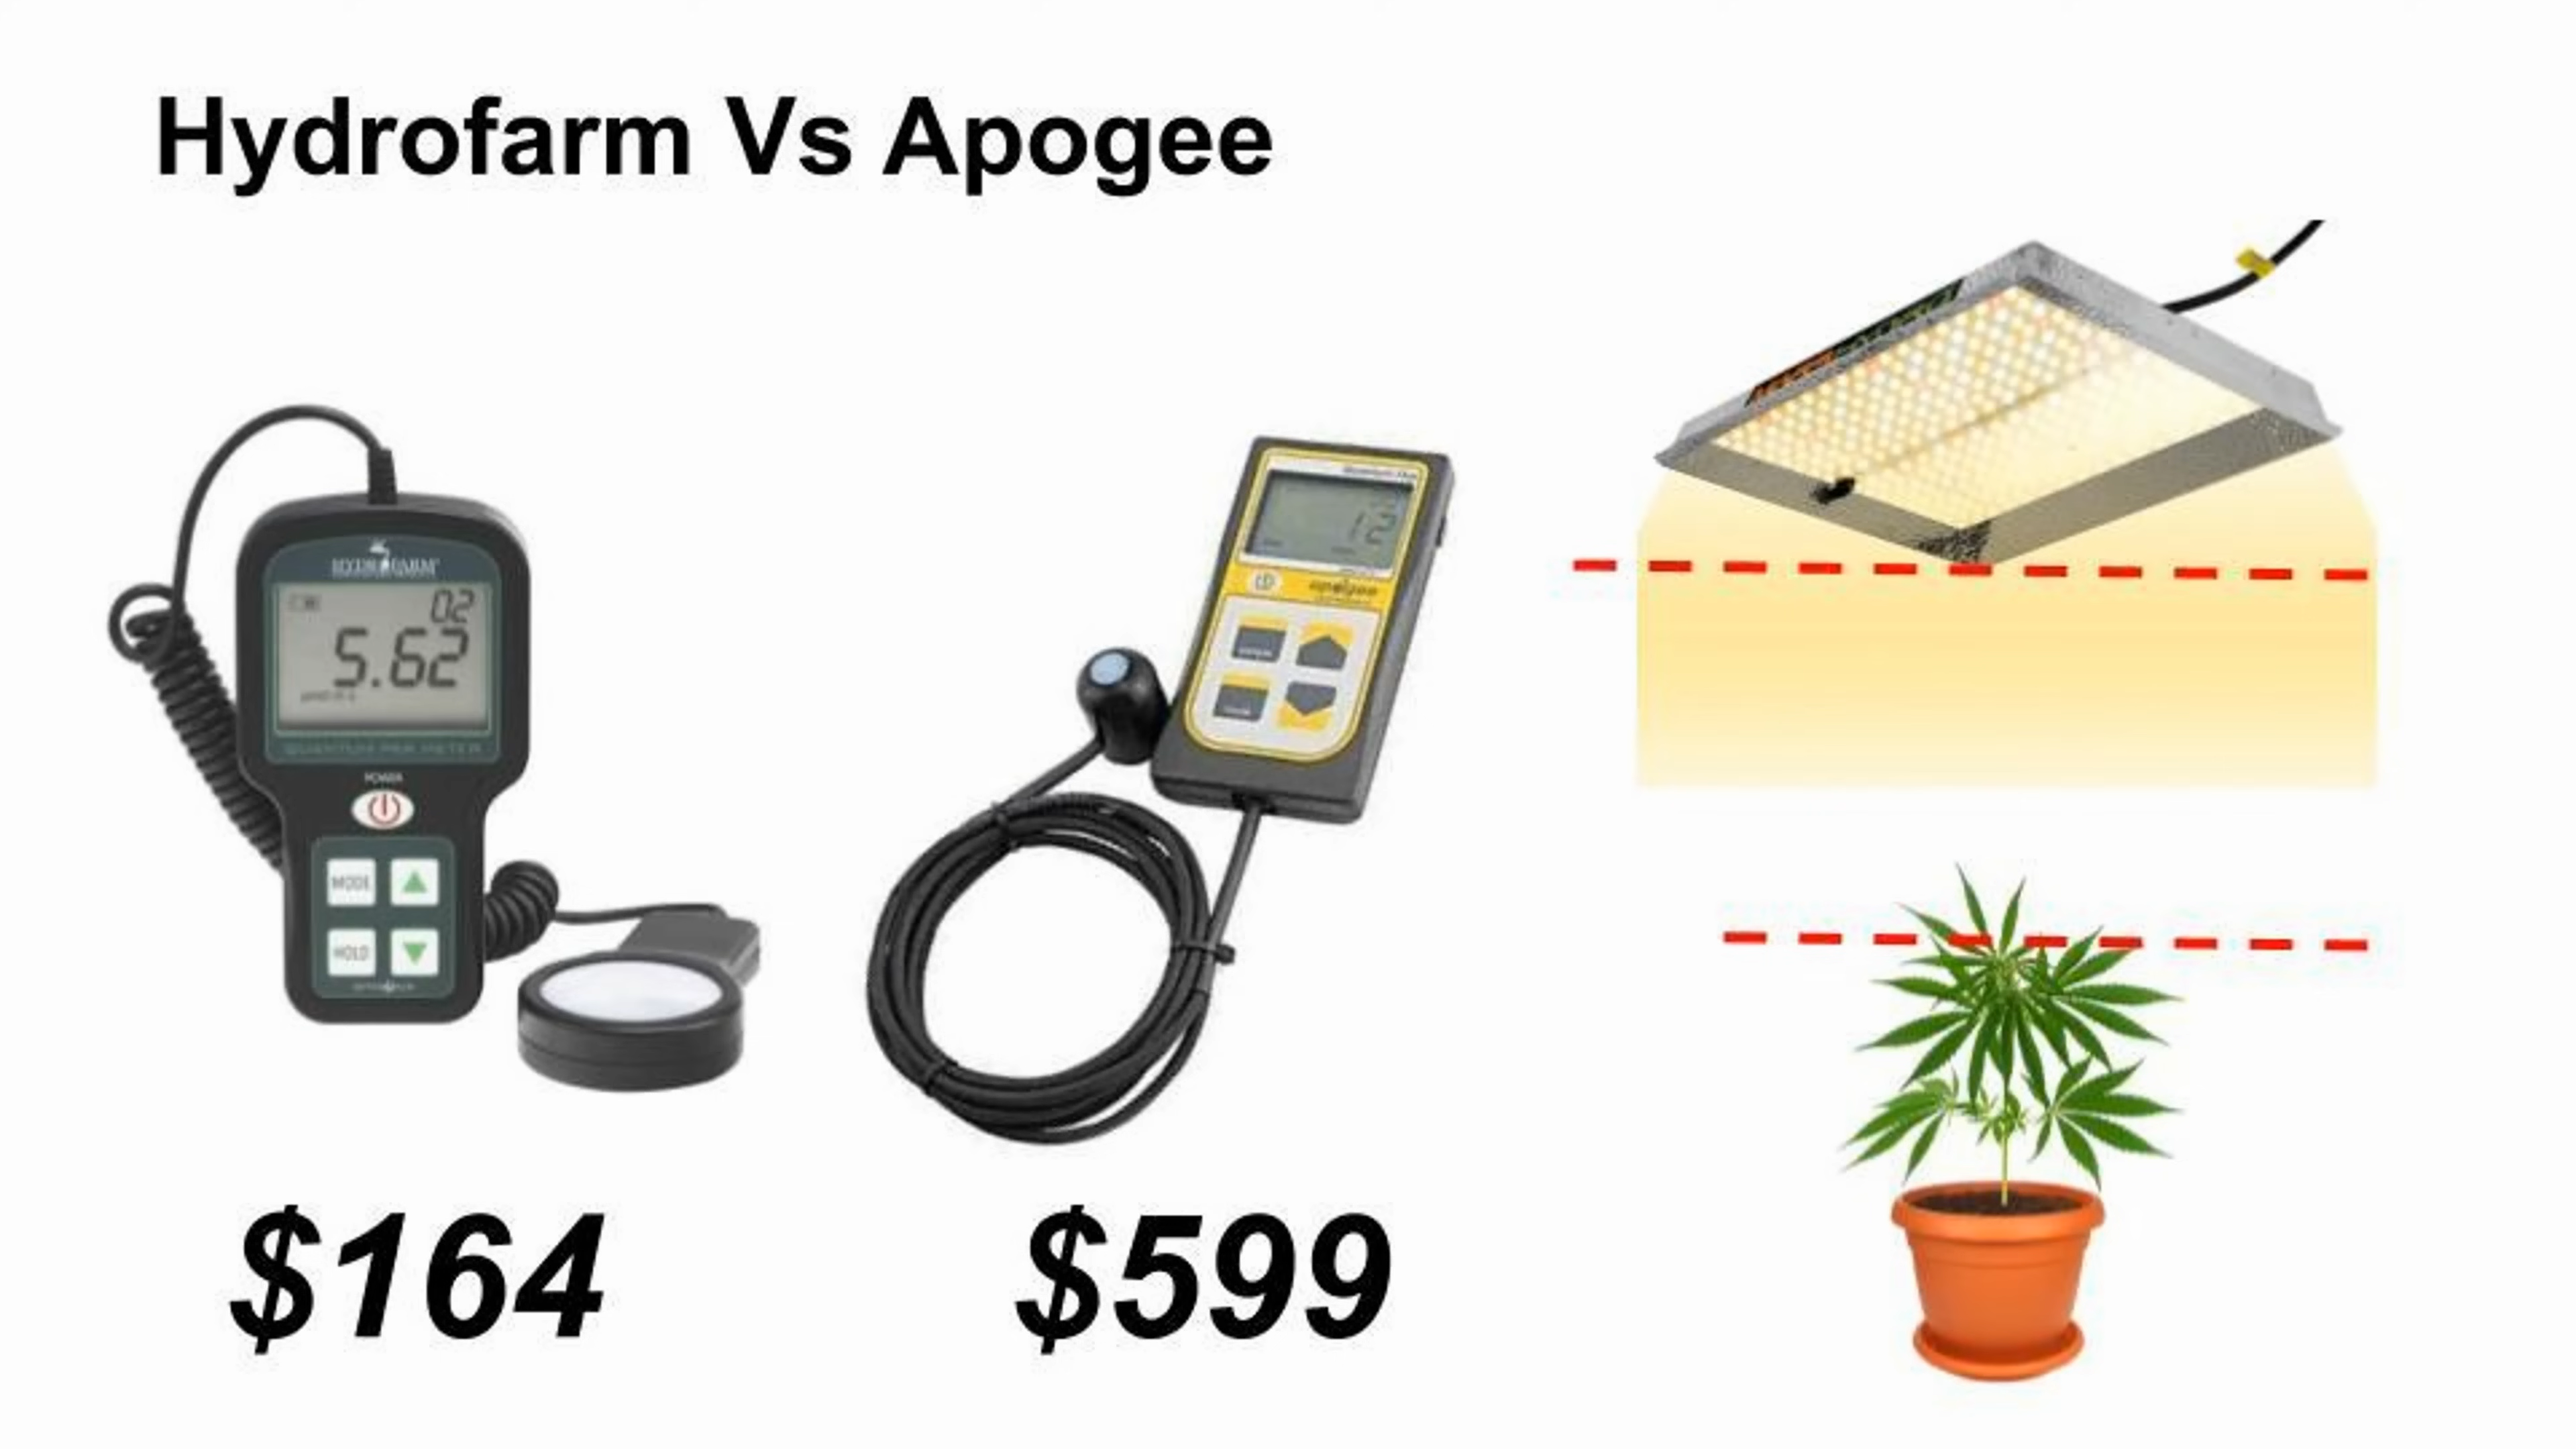 Hydrofarm Vs Apogee
HYDROFARM
02
5.62
QUANTUM PAR METER
POWER
MODE
HOLD
12
apogee
$164
$599